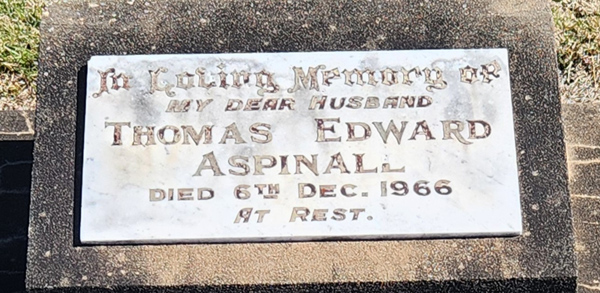 In Loving Memory of
MY DEAR HUSBAND
THOMAS EDWARD
ASPINALL
DIED 6TH DEC. 1966
AT REST.